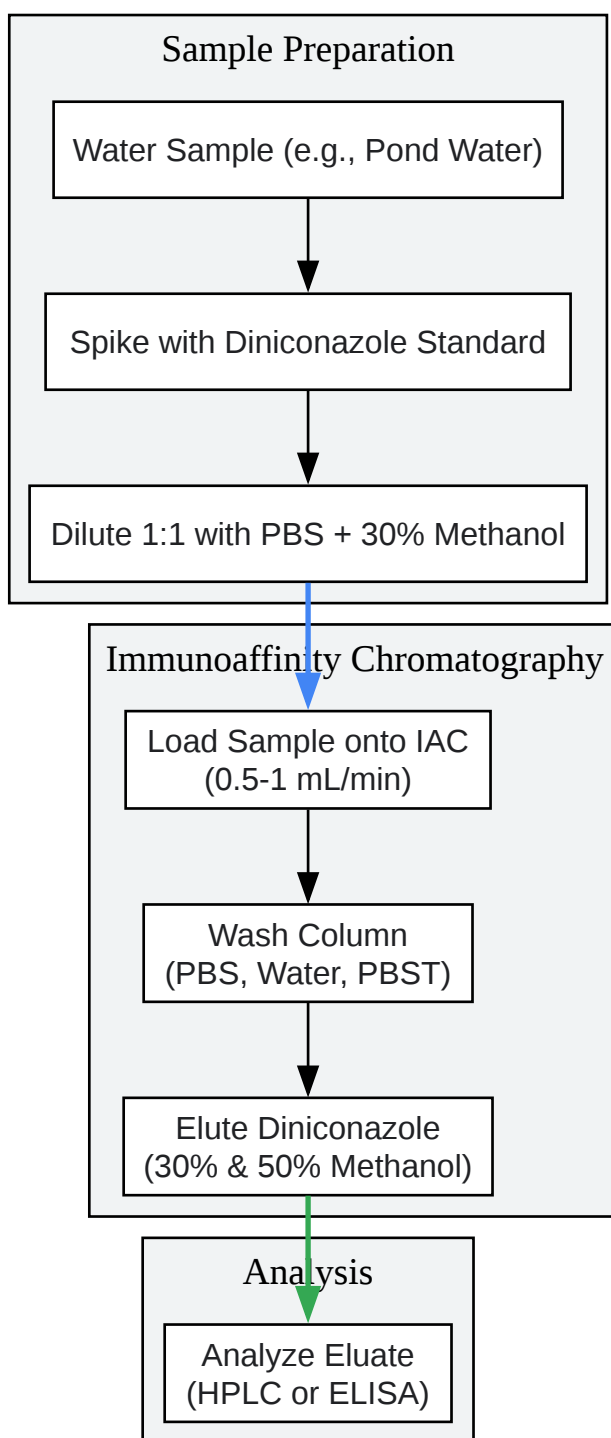 Sample Preparation
Water Sample (e.g., Pond Water)
Spike with Diniconazole Standard
Dilute 1:1 with PBS + 30% Methanol
Immunoaffinity Chromatography
Load Sample onto IAC
(0.5-1 mL/min)
Wash Column
(PBS, Water, PBST)
Elute Diniconazole
(30% & 50% Methanol)
Analysis
Analyze Eluate
(HPLC or ELISA)